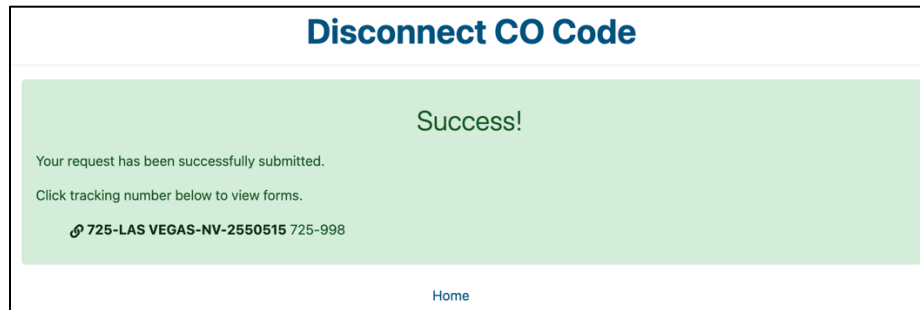 Disconnect CO Code
Success!
Your request has been successfully submitted.
Click tracking number below to view forms.
725-LAS VEGAS-NV-2550515 725-998
Home